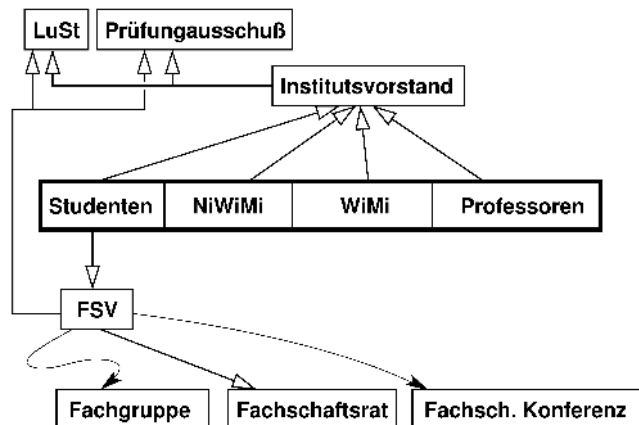 LuSt
Prüfungausschuß
Institutsvorstand
Studenten
NiWiMi
WiMi
Professoren
FSV
Fachgruppe
Fachschaftsrat
Fachsch. Konferenz